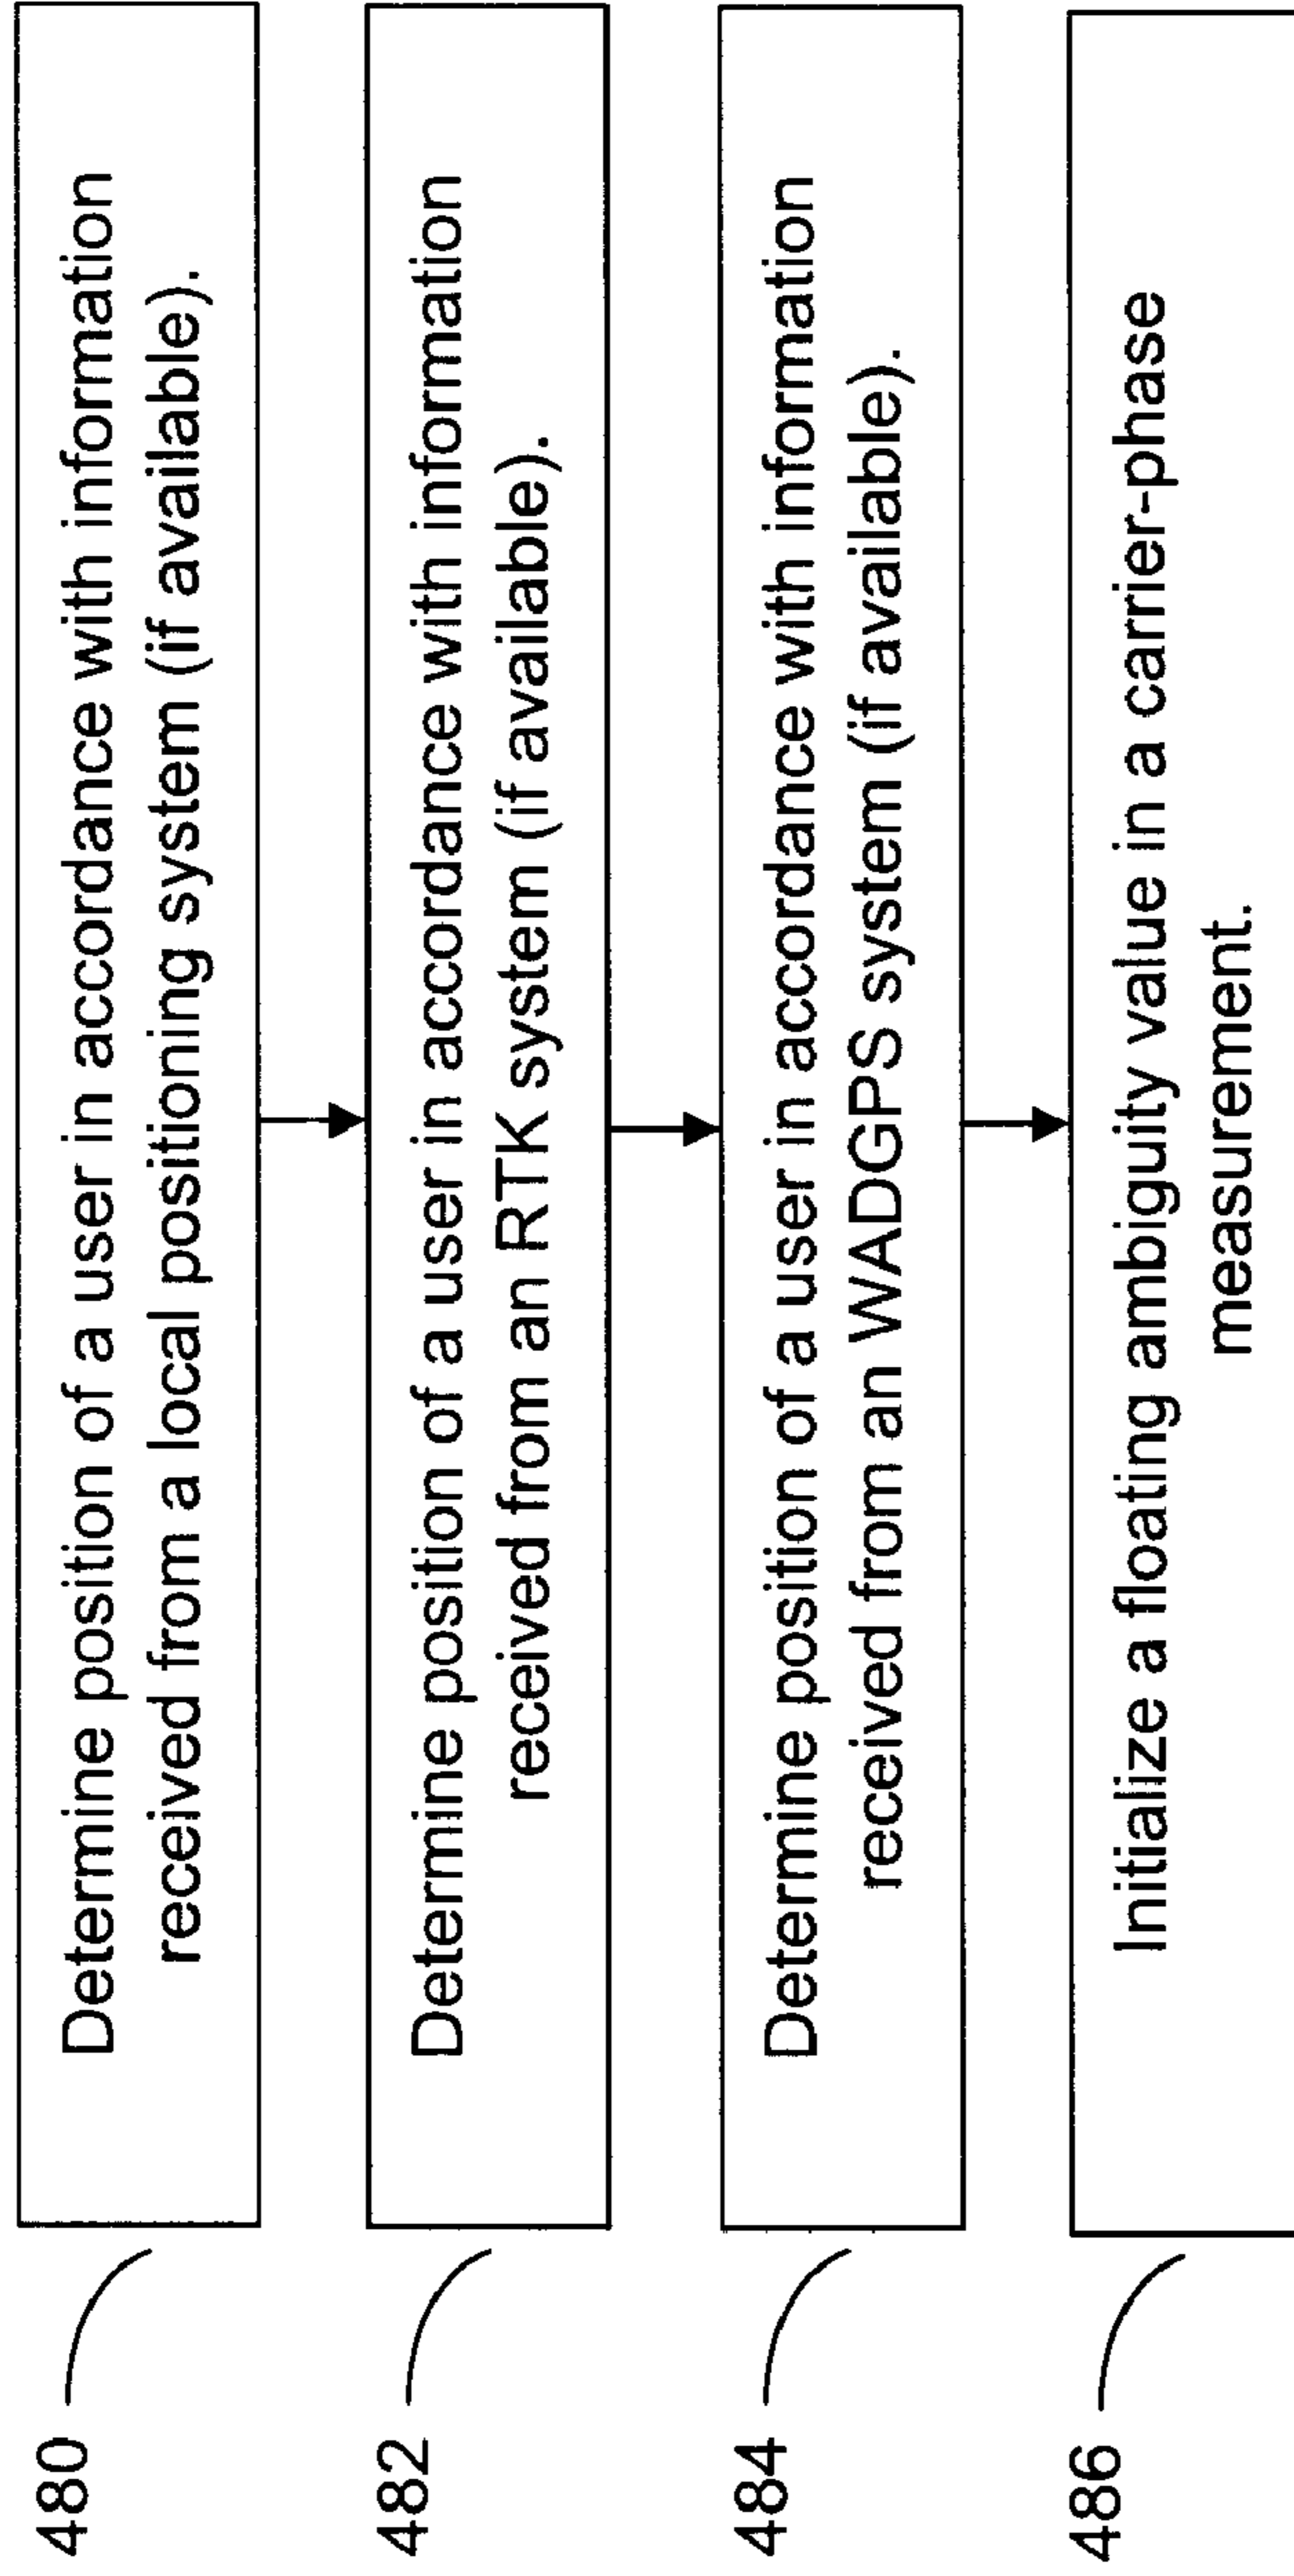 480
Determine position of a user in accordance with information
received from a local positioning system (if available).
482
Determine position of a user in accordance with information
received from an RTK system (if available).
484
Determine position of a user in accordance with information
received from an WADGPS system (if available).
486
Initialize a floating ambiguity value in a carrier-phase
measurement.